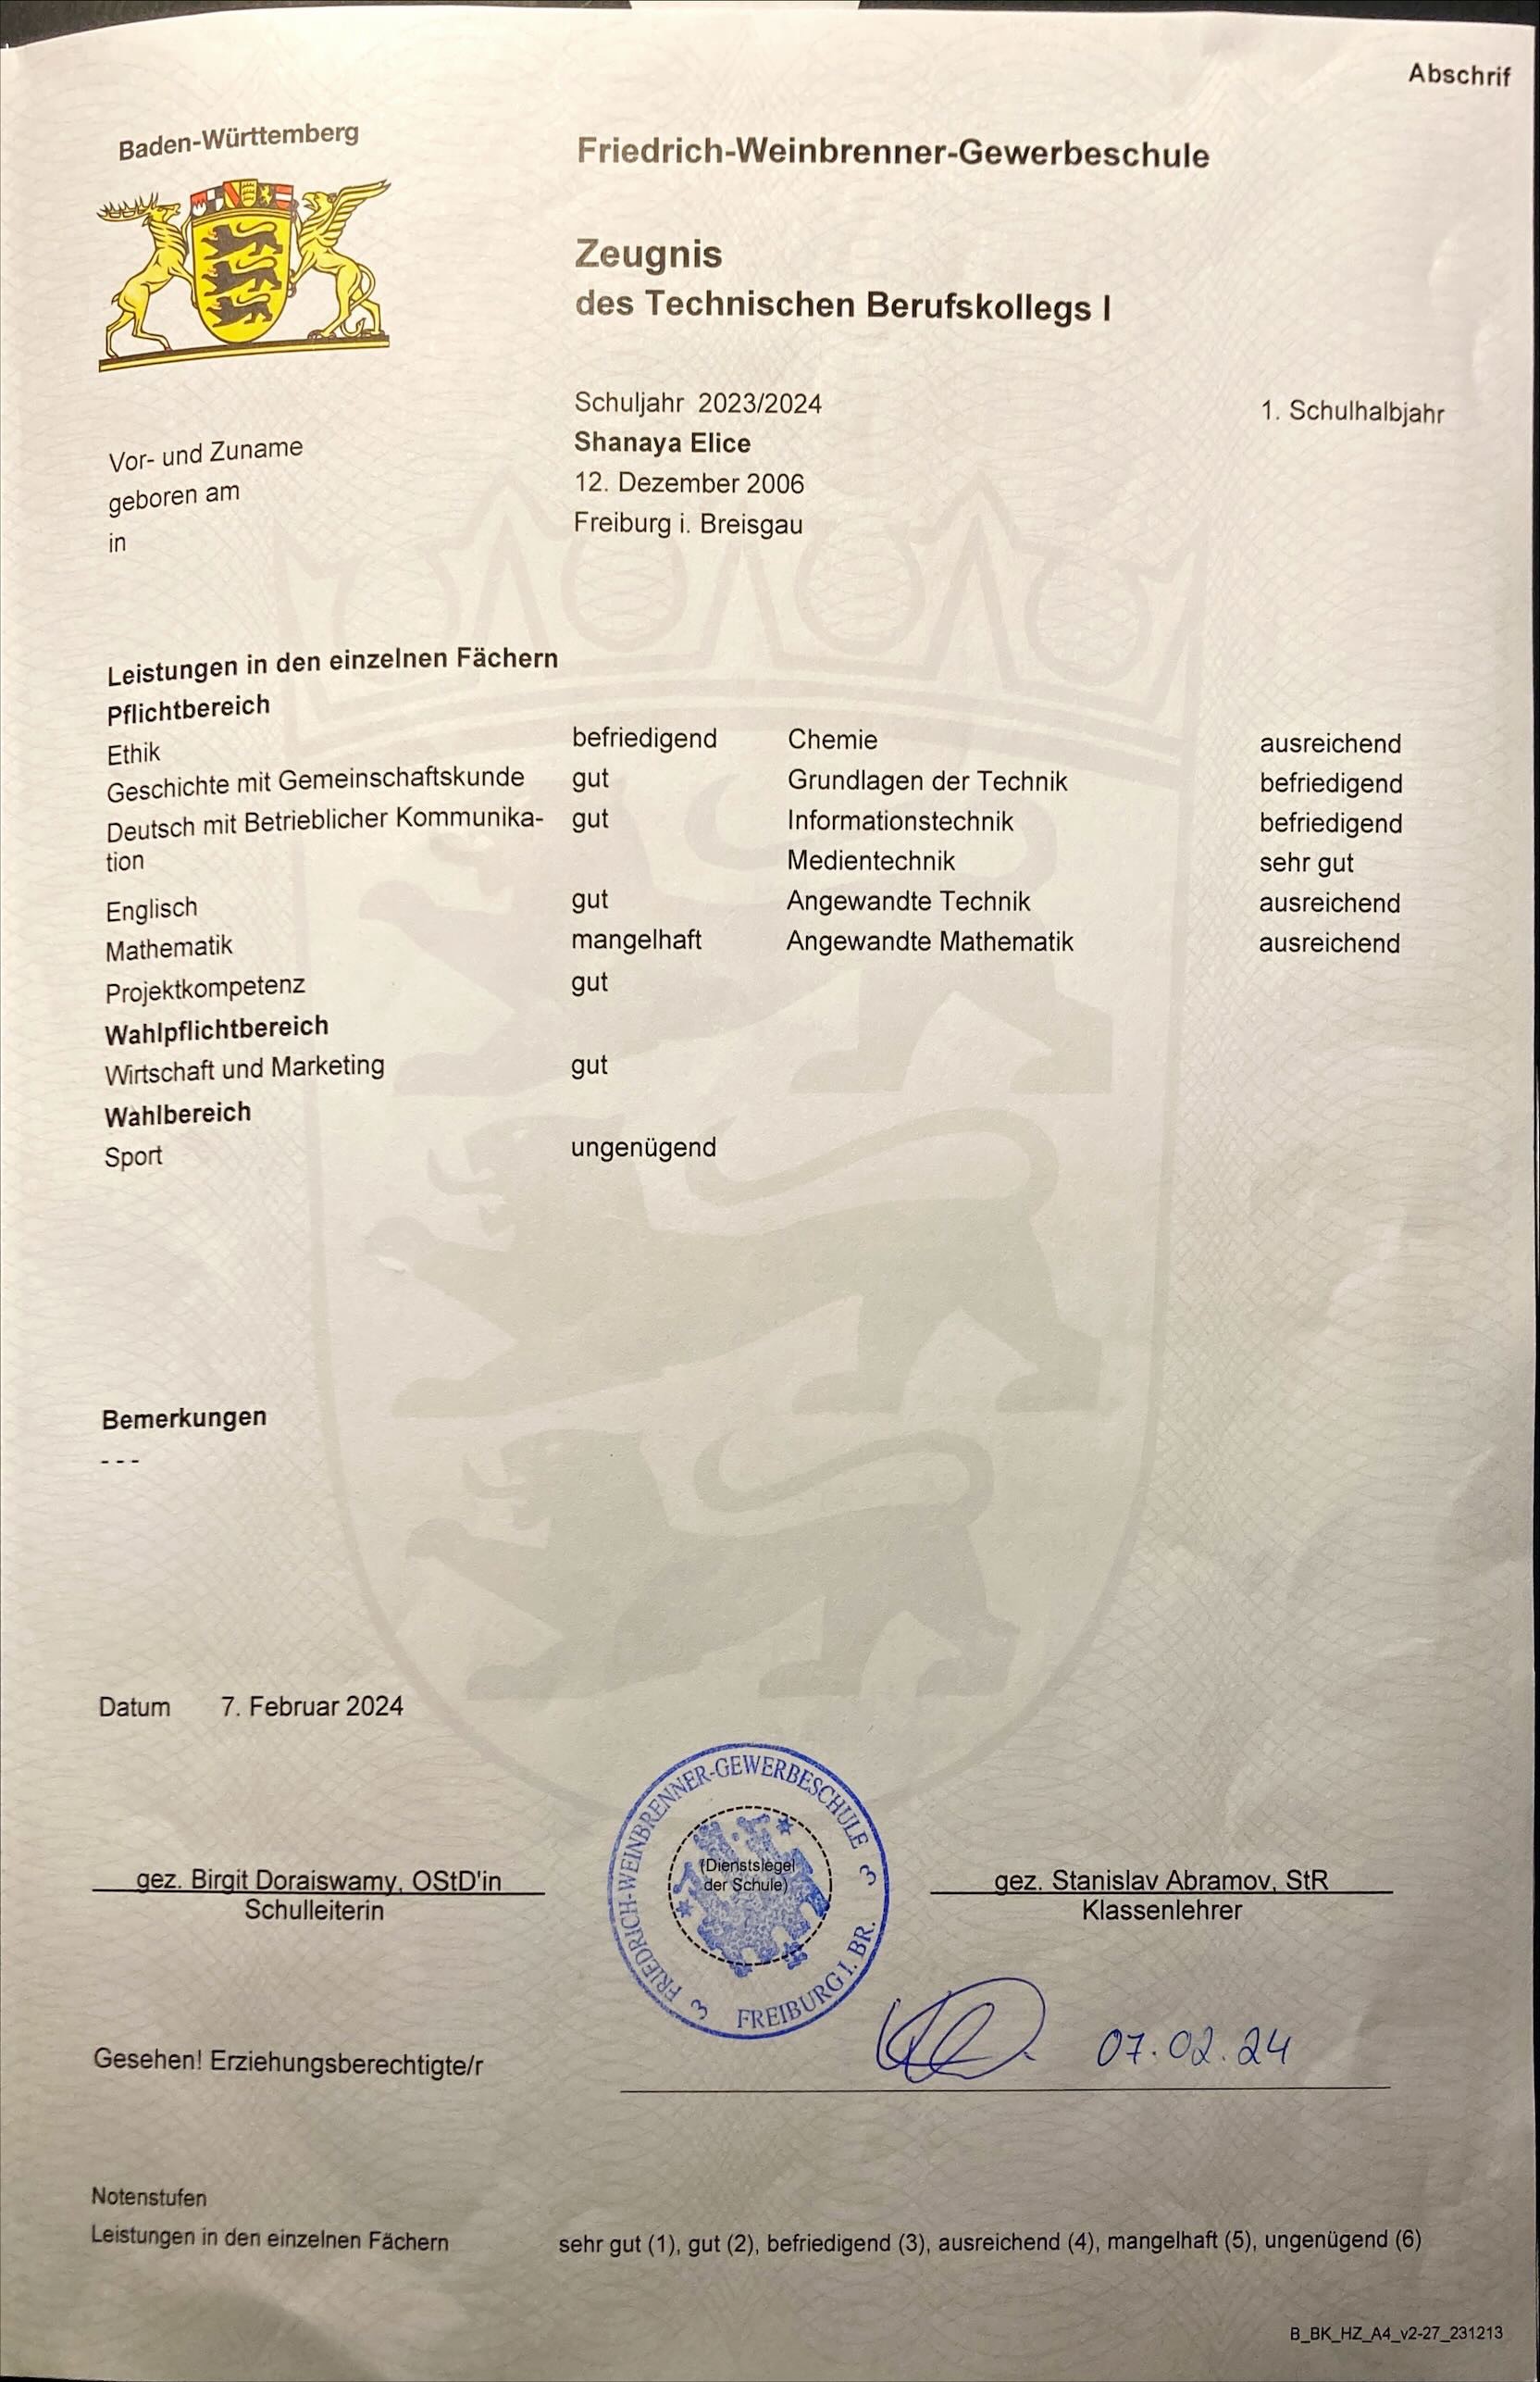 Abschrif
Baden-Württemberg
Friedrich-Weinbrenner-Gewerbeschule
Zeugnis
des Technischen Berufskollegs I
Schuljahr 2023/2024 1. Schulhalbjahr
Vor- und Zuname Shanaya Elice
geboren am 12. Dezember 2006
in Freiburg i. Breisgau
Leistungen in den einzelnen Fächern
Pflichtbereich
Ethik befriedigend Chemie ausreichend
Geschichte mit Gemeinschaftskunde gut Grundlagen der Technik befriedigend
Deutsch mit Betrieblicher Kommunika- gut Informationstechnik befriedigend
tion Medientechnik sehr gut
Englisch gut Angewandte Technik ausreichend
Mathematik mangelhaft Angewandte Mathematik ausreichend
Projektkompetenz gut
Wahlpflichtbereich
Wirtschaft und Marketing gut
Wahlbereich
Sport ungenügend
Bemerkungen
- - -
Datum 7. Februar 2024
FRIEDRICH-WEINBRENNER-GEWERBESCHULE 3
(Dienstsiegel
der Schule)
3 FREIBURG I. BR.
gez. Birgit Doraiswamy, OStD'in gez. Stanislav Abramov, StR
Schulleiterin Klassenlehrer
07.02.24
Gesehen! Erziehungsberechtigte/r
Notenstufen
Leistungen in den einzelnen Fächern sehr gut (1), gut (2), befriedigend (3), ausreichend (4), mangelhaft (5), ungenügend (6)
B_BK_HZ_A4_v2-27_231213